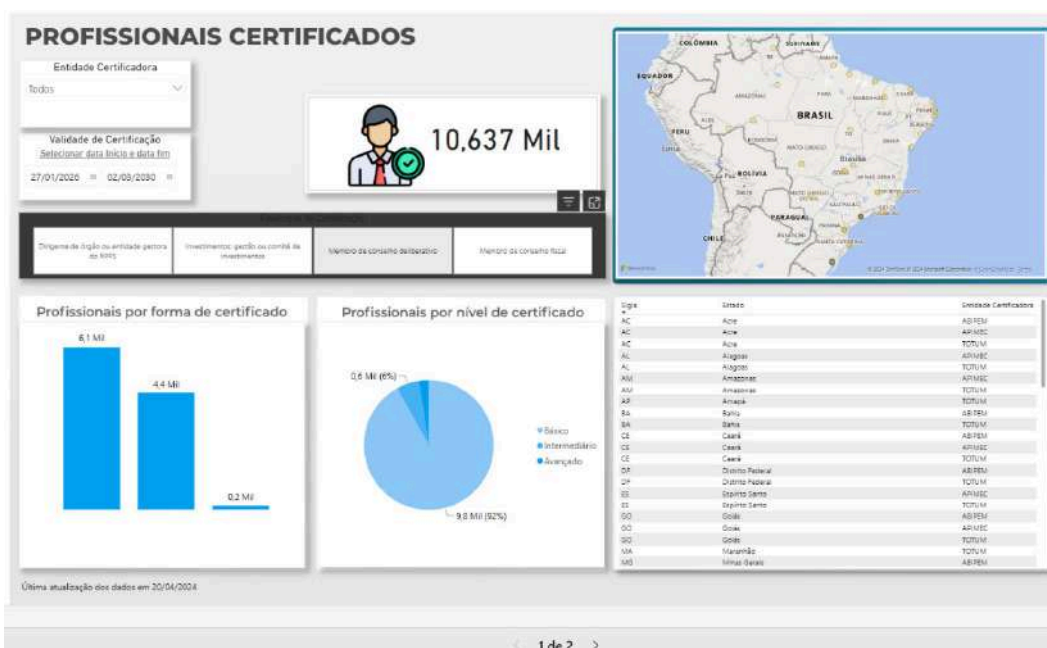 PROFISSIONAIS CERTIFICADOS
Entidade Certificadora
Todos
Validade de Certificação
Selecionar data Início e data fim
27/01/2026 02/03/2030
10,637 Mil
Dirigente de órgão ou entidade gestora do RPPS
Investimentos: gestão ou comitê de investimentos
Membro de conselho deliberativo
Membro de conselho fiscal
COLÔMBIA
SURINAME
EQUADOR
AMAZONAS
PARÁ
BRASIL
PERU
MATO GROSSO
Brasília
BOLÍVIA
PARAGUAI
CHILE
Profissionais por forma de certificado
6,1 Mil
4,4 Mil
0,2 Mil
Profissionais por nível de certificado
0,6 Mil (6%)
9,8 Mil (92%)
Básico
Intermediário
Avançado
Sigla Estado Entidade Certificadora
AC Acre ABIPEM
AC Acre APIMEC
AC Acre TOTUM
AL Alagoas APIMEC
AL Alagoas TOTUM
AM Amazonas APIMEC
AM Amazonas TOTUM
AP Amapá TOTUM
BA Bahia ABIPEM
BA Bahia TOTUM
CE Ceará ABIPEM
CE Ceará APIMEC
CE Ceará TOTUM
DF Distrito Federal ABIPEM
DF Distrito Federal TOTUM
ES Espírito Santo APIMEC
ES Espírito Santo TOTUM
GO Goiás ABIPEM
GO Goiás APIMEC
GO Goiás TOTUM
MA Maranhão TOTUM
MG Minas Gerais ABIPEM
Última atualização dos dados em 20/04/2024
1 de 2